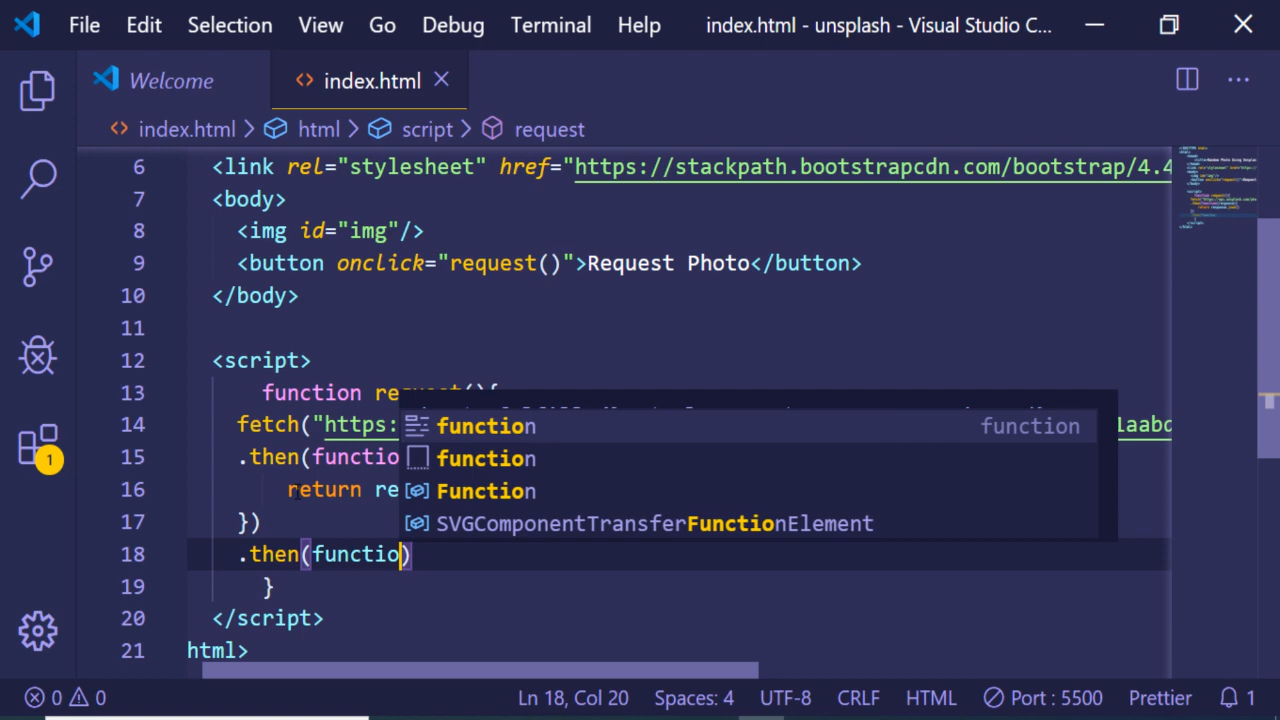 File Edit Selection View Go Debug Terminal Help index.html - unsplash - Visual Studio C...
Welcome index.html
index.html > html > script > request
6 <link rel="stylesheet" href="https://stackpath.bootstrapcdn.com/bootstrap/4.4
7 <body>
8 <img id="img"/>
9 <button onclick="request()">Request Photo</button>
10 </body>
11
12 <script>
13 function request(){
14 fetch("https:
function function
15 .then(functio
function
16 return re
Function
17 })
SVGComponentTransferFunctionElement
18 .then(functio)
19 }
20 </script>
21 html>
1
0 0 Ln 18, Col 20 Spaces: 4 UTF-8 CRLF HTML Port : 5500 Prettier 1